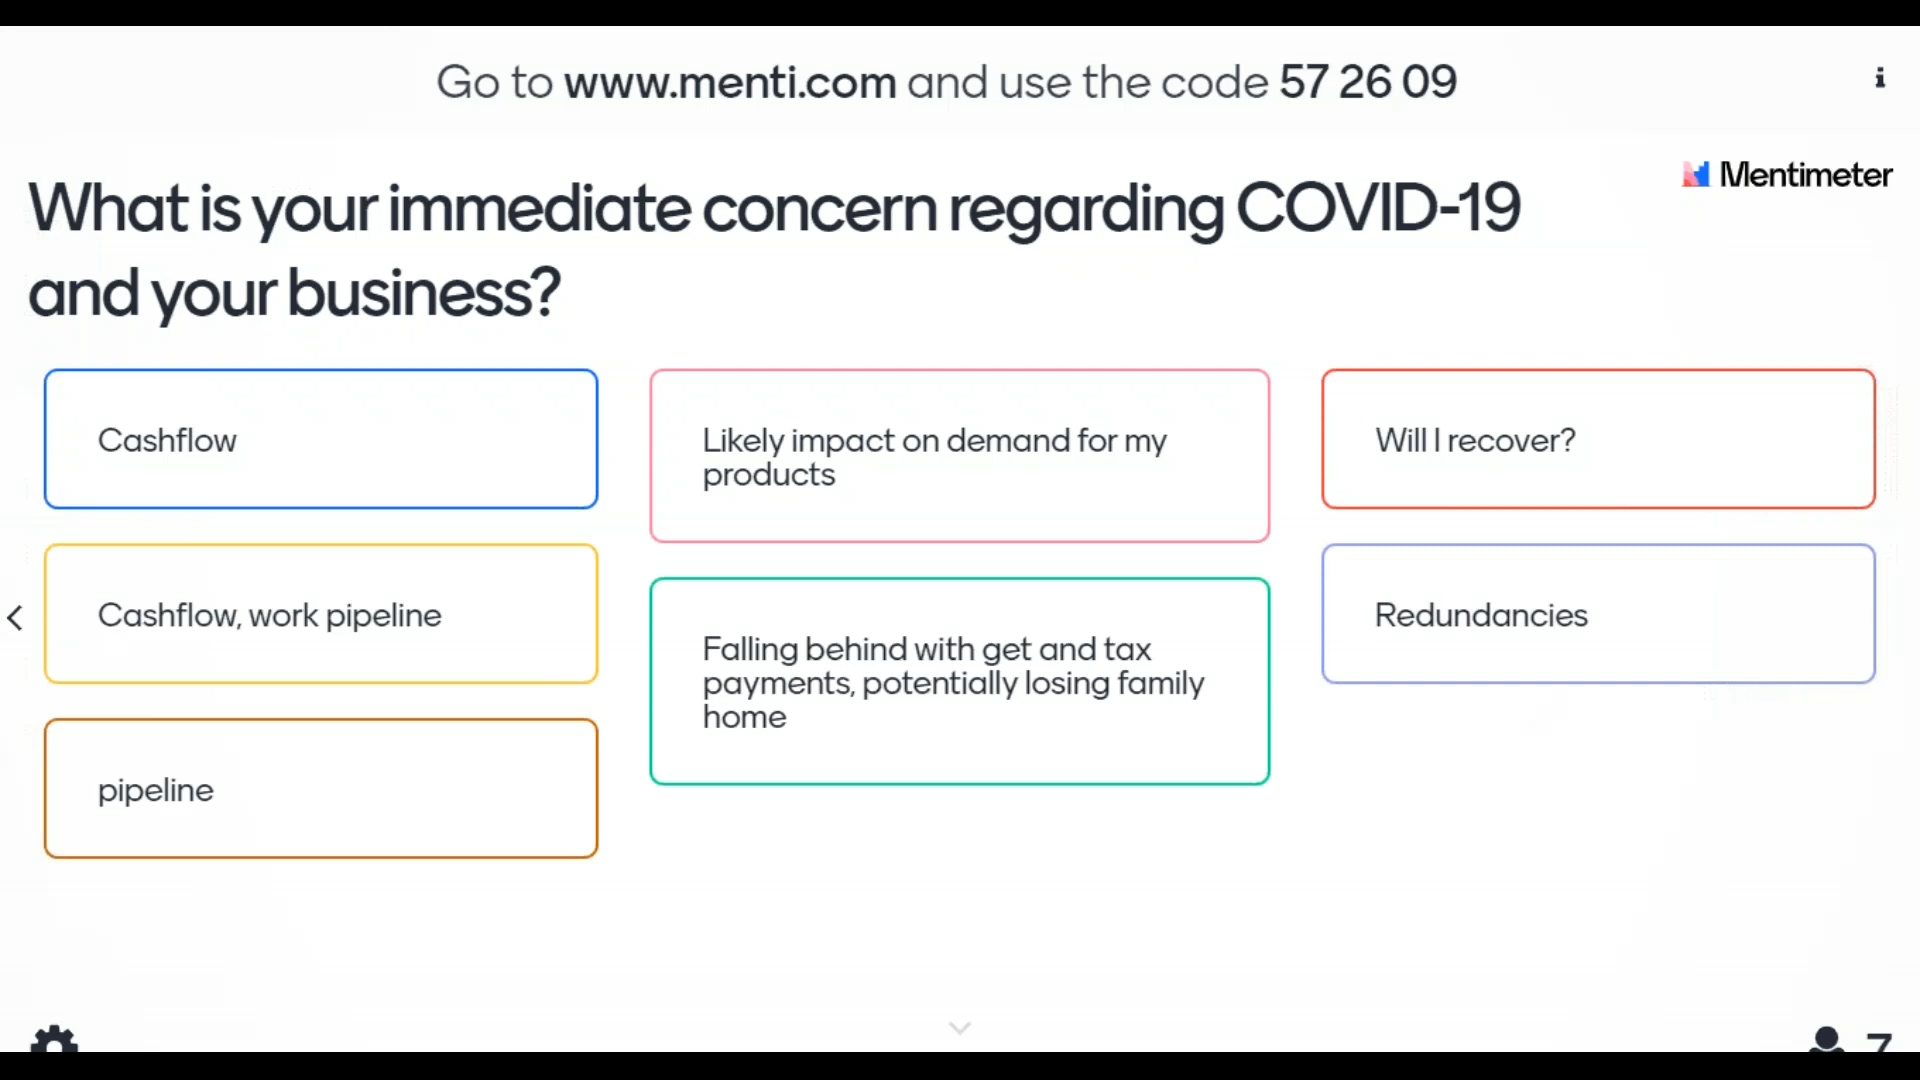 Go to www.menti.com and use the code 57 26 09
Mentimeter
What is your immediate concern regarding COVID-19
and your business?
Cashflow
Likely impact on demand for my
products
Will I recover?
Cashflow, work pipeline
Falling behind with get and tax
payments, potentially losing family
home
Redundancies
pipeline
7